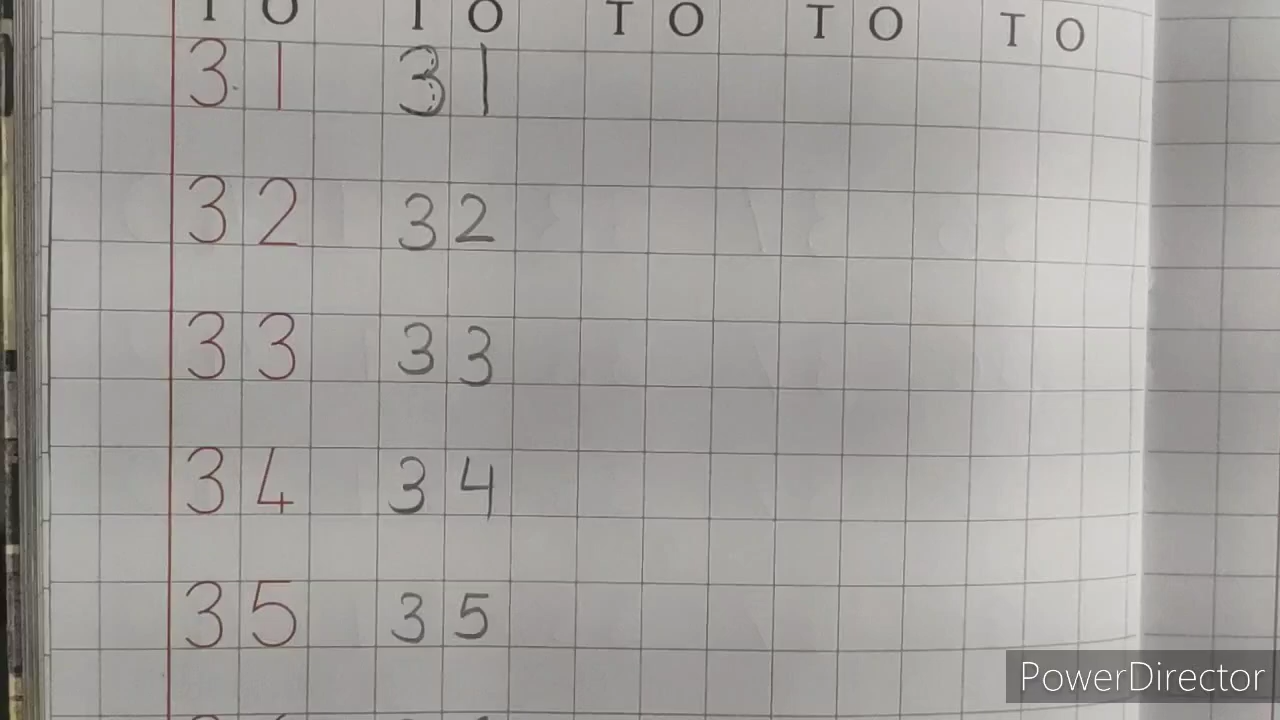 T O T O T O T O T O
31 31
32 32
33 33
34 34
35 35
PowerDirector